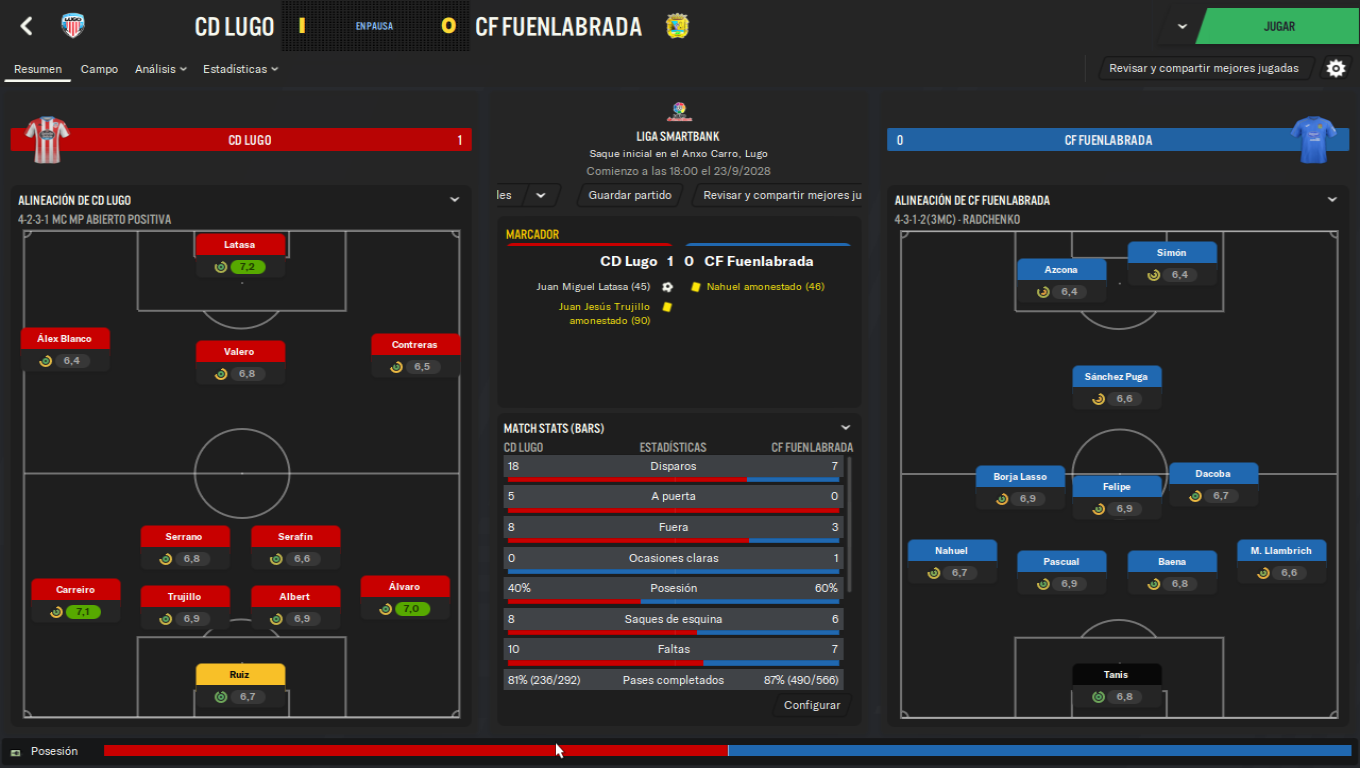 CD LUGO
1
EN PAUSA
0
CF FUENLABRADA
JUGAR
Resumen
Campo
Análisis
Estadísticas
Revisar y compartir mejores jugadas
CD LUGO
1
ALINEACIÓN DE CD LUGO
4-2-3-1 MC MP ABIERTO POSITIVA
Latasa
7,2
Álex Blanco
6,4
Valero
6,8
Contreras
6,5
Serrano
6,8
Serafín
6,6
Carreiro
7,1
Trujillo
6,9
Albert
6,9
Álvaro
7,0
Ruiz
6,7
LIGA SMARTBANK
Saque inicial en el Anxo Carro, Lugo
Comienzo a las 18:00 el 23/9/2028
les
Guardar partido
Revisar y compartir mejores ju
MARCADOR
CD Lugo 1 0 CF Fuenlabrada
Juan Miguel Latasa (45)
Nahuel amonestado (46)
Juan Jesús Trujillo
amonestado (90)
MATCH STATS (BARS)
CD LUGO ESTADÍSTICAS CF FUENLABRADA
18 Disparos 7
5 A puerta 0
8 Fuera 3
0 Ocasiones claras 1
40% Posesión 60%
8 Saques de esquina 6
10 Faltas 7
81% (236/292) Pases completados 87% (490/566)
Configurar
0
CF FUENLABRADA
ALINEACIÓN DE CF FUENLABRADA
4-3-1-2(3MC) - RADCHENKO
Azcona
6,4
Simón
6,4
Sánchez Puga
6,6
Borja Lasso
6,9
Felipe
6,9
Dacoba
6,7
Nahuel
6,7
Pascual
6,9
Baena
6,8
M. Llambrich
6,6
Tanis
6,8
Posesión